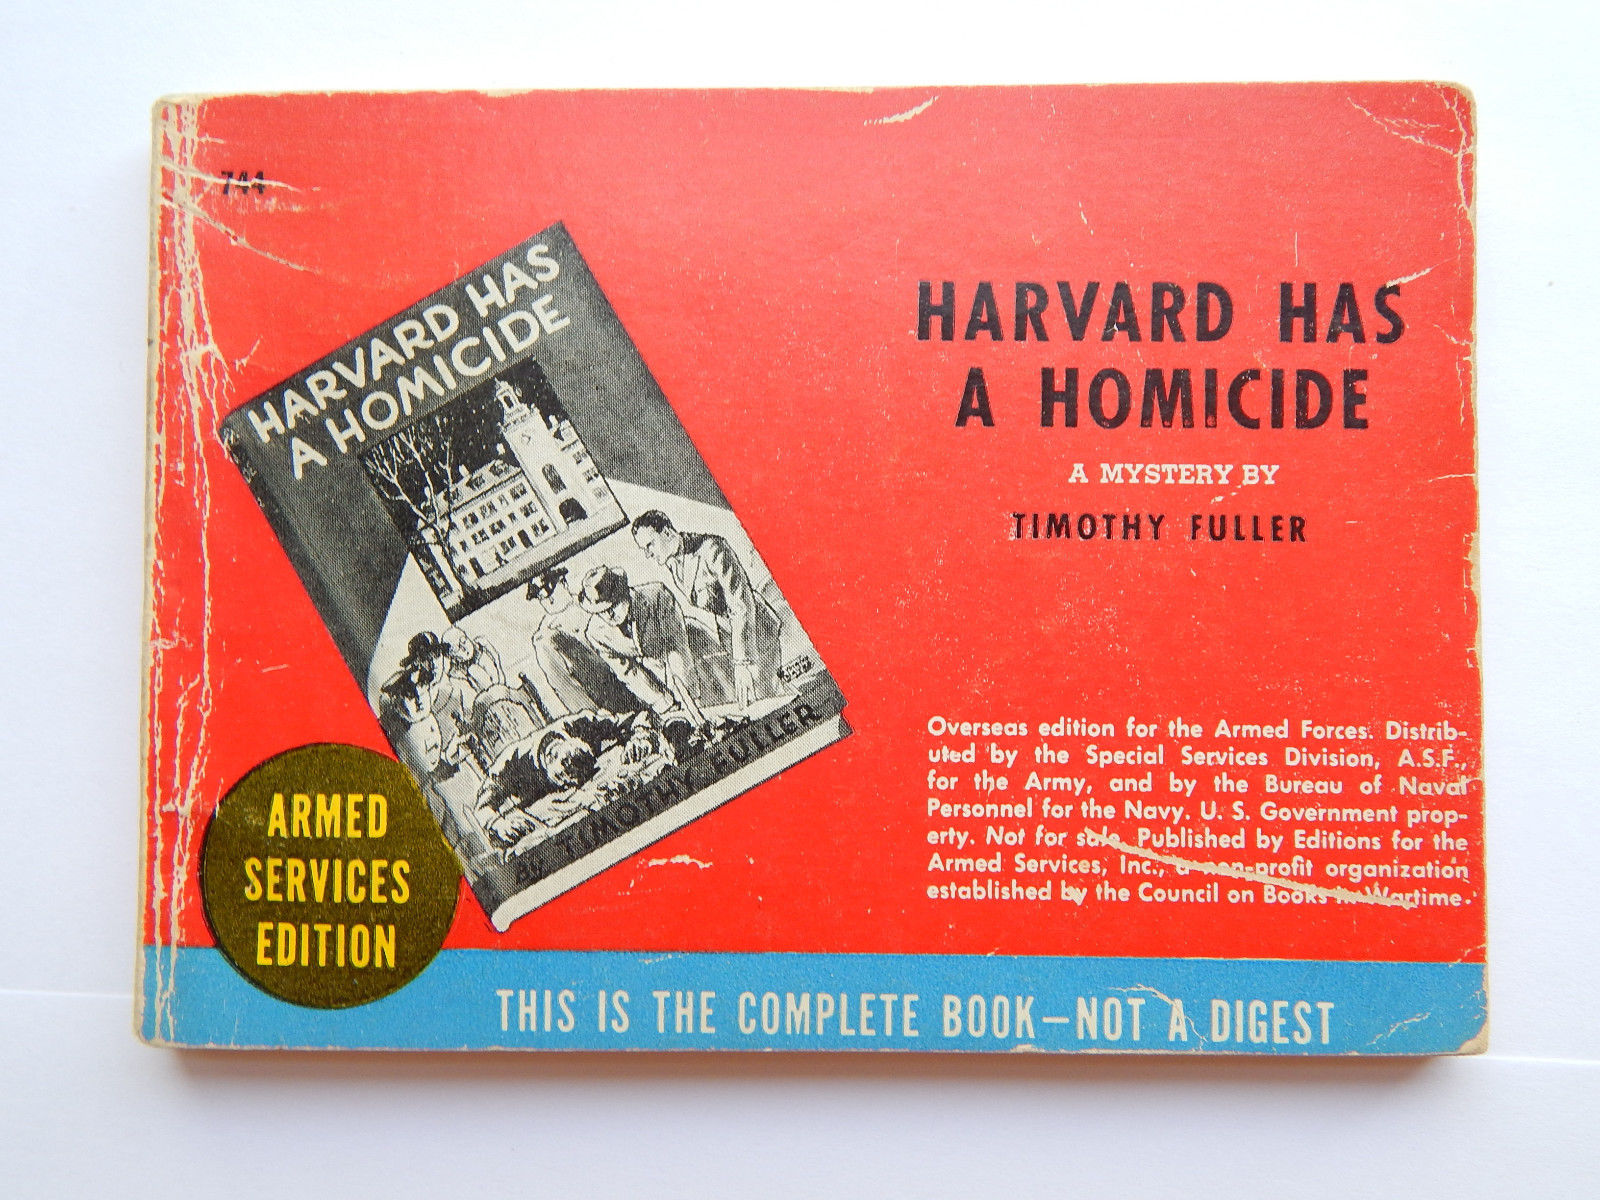 744
HARVARD HAS
A HOMICIDE
BY TIMOTHY FULLER
HARVARD HAS
A HOMICIDE
A MYSTERY BY
TIMOTHY FULLER
Overseas edition for the Armed Forces. Distrib-
uted by the Special Services Division, A.S.F.,
for the Army, and by the Bureau of Naval
Personnel for the Navy. U. S. Government prop-
erty. Not for sale. Published by Editions for the
Armed Services, Inc., a non-profit organization
established by the Council on Books in Wartime.
ARMED
SERVICES
EDITION
THIS IS THE COMPLETE BOOK—NOT A DIGEST